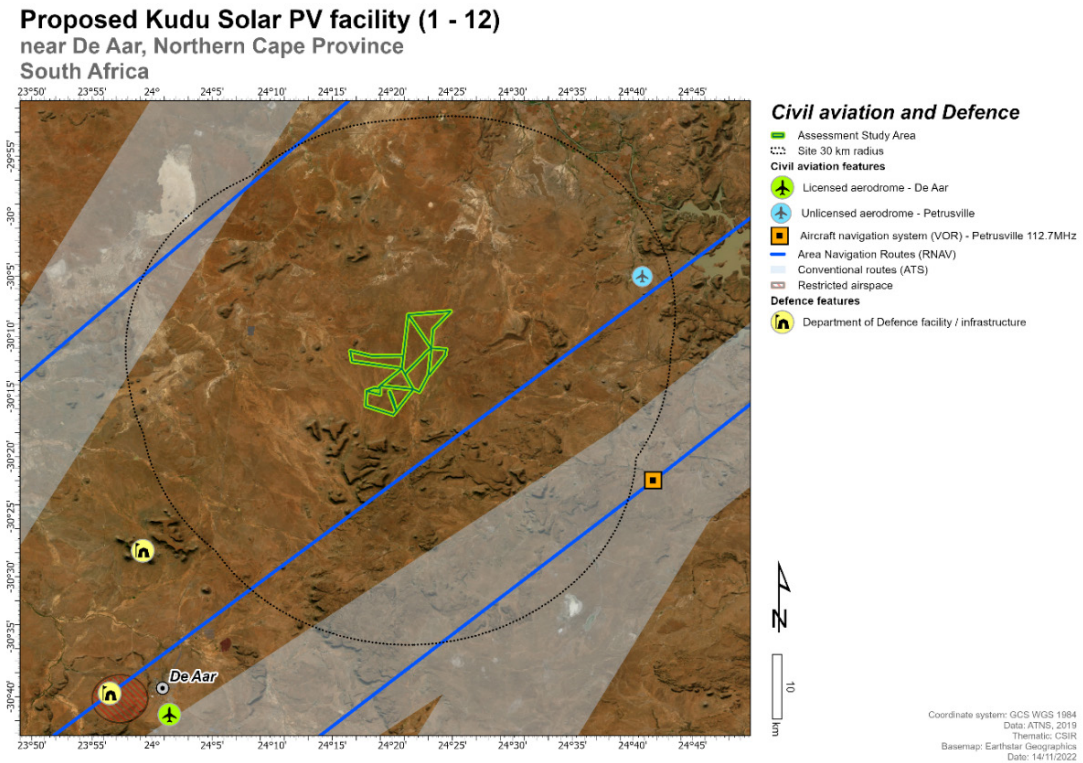 Proposed Kudu Solar PV facility (1 - 12)
near De Aar, Northern Cape Province
South Africa
23°50' 23°55' 24°0' 24°5' 24°10' 24°15' 24°20' 24°25' 24°30' 24°35' 24°40' 24°45'
-29°55'
-30°
-30°5'
-30°10'
-30°15'
-30°20'
-30°25'
-30°30'
-30°35'
-30°40'
De Aar
23°50' 23°55' 24°0' 24°5' 24°10' 24°15' 24°20' 24°25' 24°30' 24°35' 24°40' 24°45'
Civil aviation and Defence
Assessment Study Area
Site 30 km radius
Civil aviation features
Licensed aerodrome - De Aar
Unlicensed aerodrome - Petrusville
Aircraft navigation system (VOR) - Petrusville 112.7MHz
Area Navigation Routes (RNAV)
Conventional routes (ATS)
Restricted airspace
Defence features
Department of Defence facility / infrastructure
N
10
km
Coordinate system: GCS WGS 1984
Data: ATNS, 2019
Thematic: CSIR
Basemap: Earthstar Geographics
Date: 14/11/2022